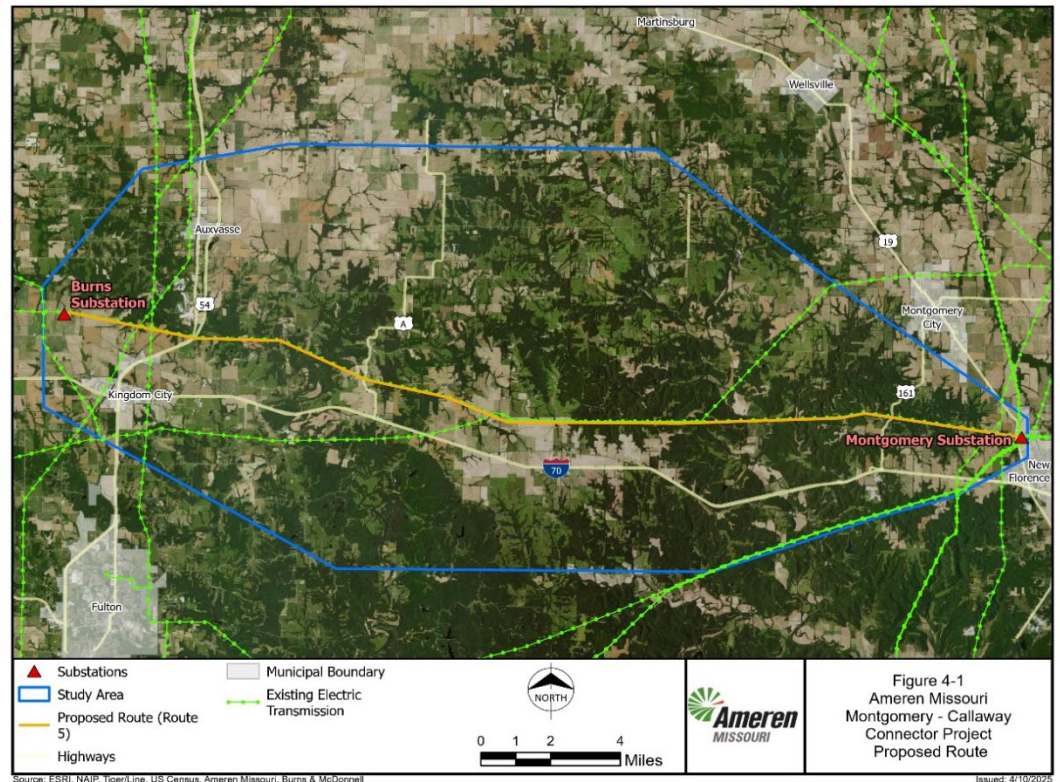 Martinsburg
Wellsville
Auxvasse
19
Burns
Substation
54
A
Montgomery
City
Kingdom City
161
Montgomery Substation
70
New
Florence
Fulton
Substations
Study Area
Proposed Route (Route
5)
Highways
Municipal Boundary
Existing Electric
Transmission
NORTH
0 1 2 4
Miles
Ameren
MISSOURI
Figure 4-1
Ameren Missouri
Montgomery - Callaway
Connector Project
Proposed Route
Source: ESRI, NAIP, Tiger/Line, US Census, Ameren Missouri, Burns & McDonnell
Issued: 4/10/2025